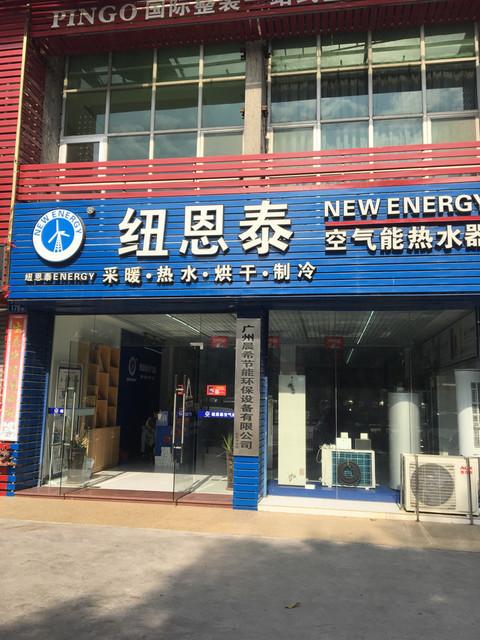 PINGO国际整装
NEW ENERGY
纽恩泰
NEW ENERGY
空气能热水器
纽恩泰ENERGY
采暖·热水·烘干·制冷
广州晨希节能环保设备有限公司